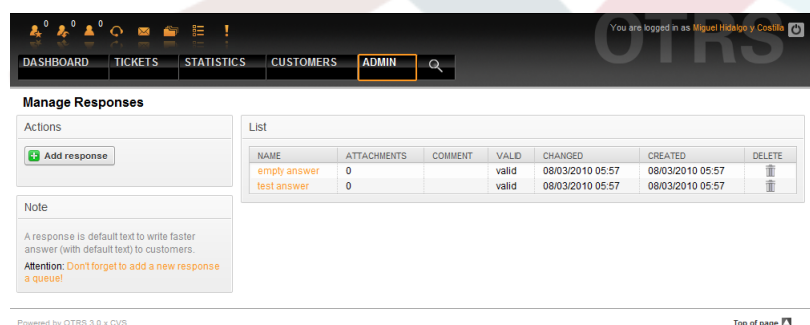 0 0 0
You are logged in as Miguel Hidalgo y Costilla
OTRS
DASHBOARD TICKETS STATISTICS CUSTOMERS ADMIN
Manage Responses
Actions
Add response
Note
A response is default text to write faster
answer (with default text) to customers.
Attention: Don't forget to add a new response
a queue!
List
NAME ATTACHMENTS COMMENT VALID CHANGED CREATED DELETE
empty answer 0 valid 08/03/2010 05:57 08/03/2010 05:57
test answer 0 valid 08/03/2010 05:57 08/03/2010 05:57
Powered by OTRS 3.0.x CVS
Top of page